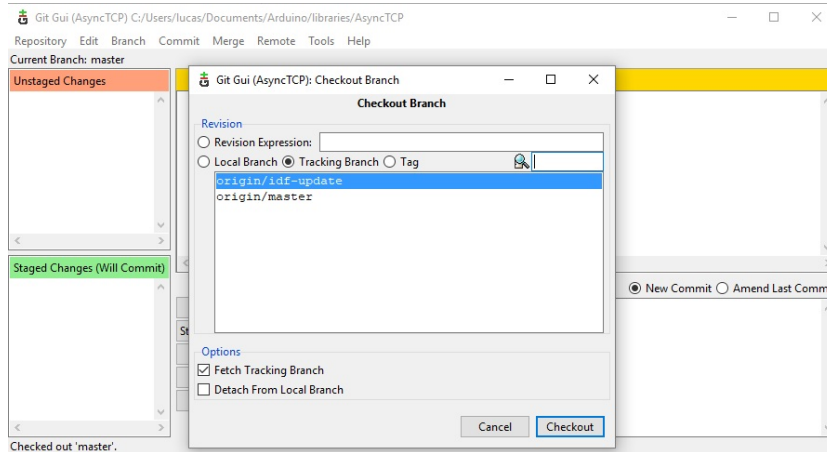 Git Gui (AsyncTCP) C:/Users/lucas/Documents/Arduino/libraries/AsyncTCP
Repository Edit Branch Commit Merge Remote Tools Help
Current Branch: master
Unstaged Changes
Git Gui (AsyncTCP): Checkout Branch
Checkout Branch
Revision
Revision Expression:
Local Branch Tracking Branch Tag
origin/idf-update
origin/master
Staged Changes (Will Commit)
New Commit Amend Last Comm
St
Options
Fetch Tracking Branch
Detach From Local Branch
Cancel Checkout
Checked out 'master'.